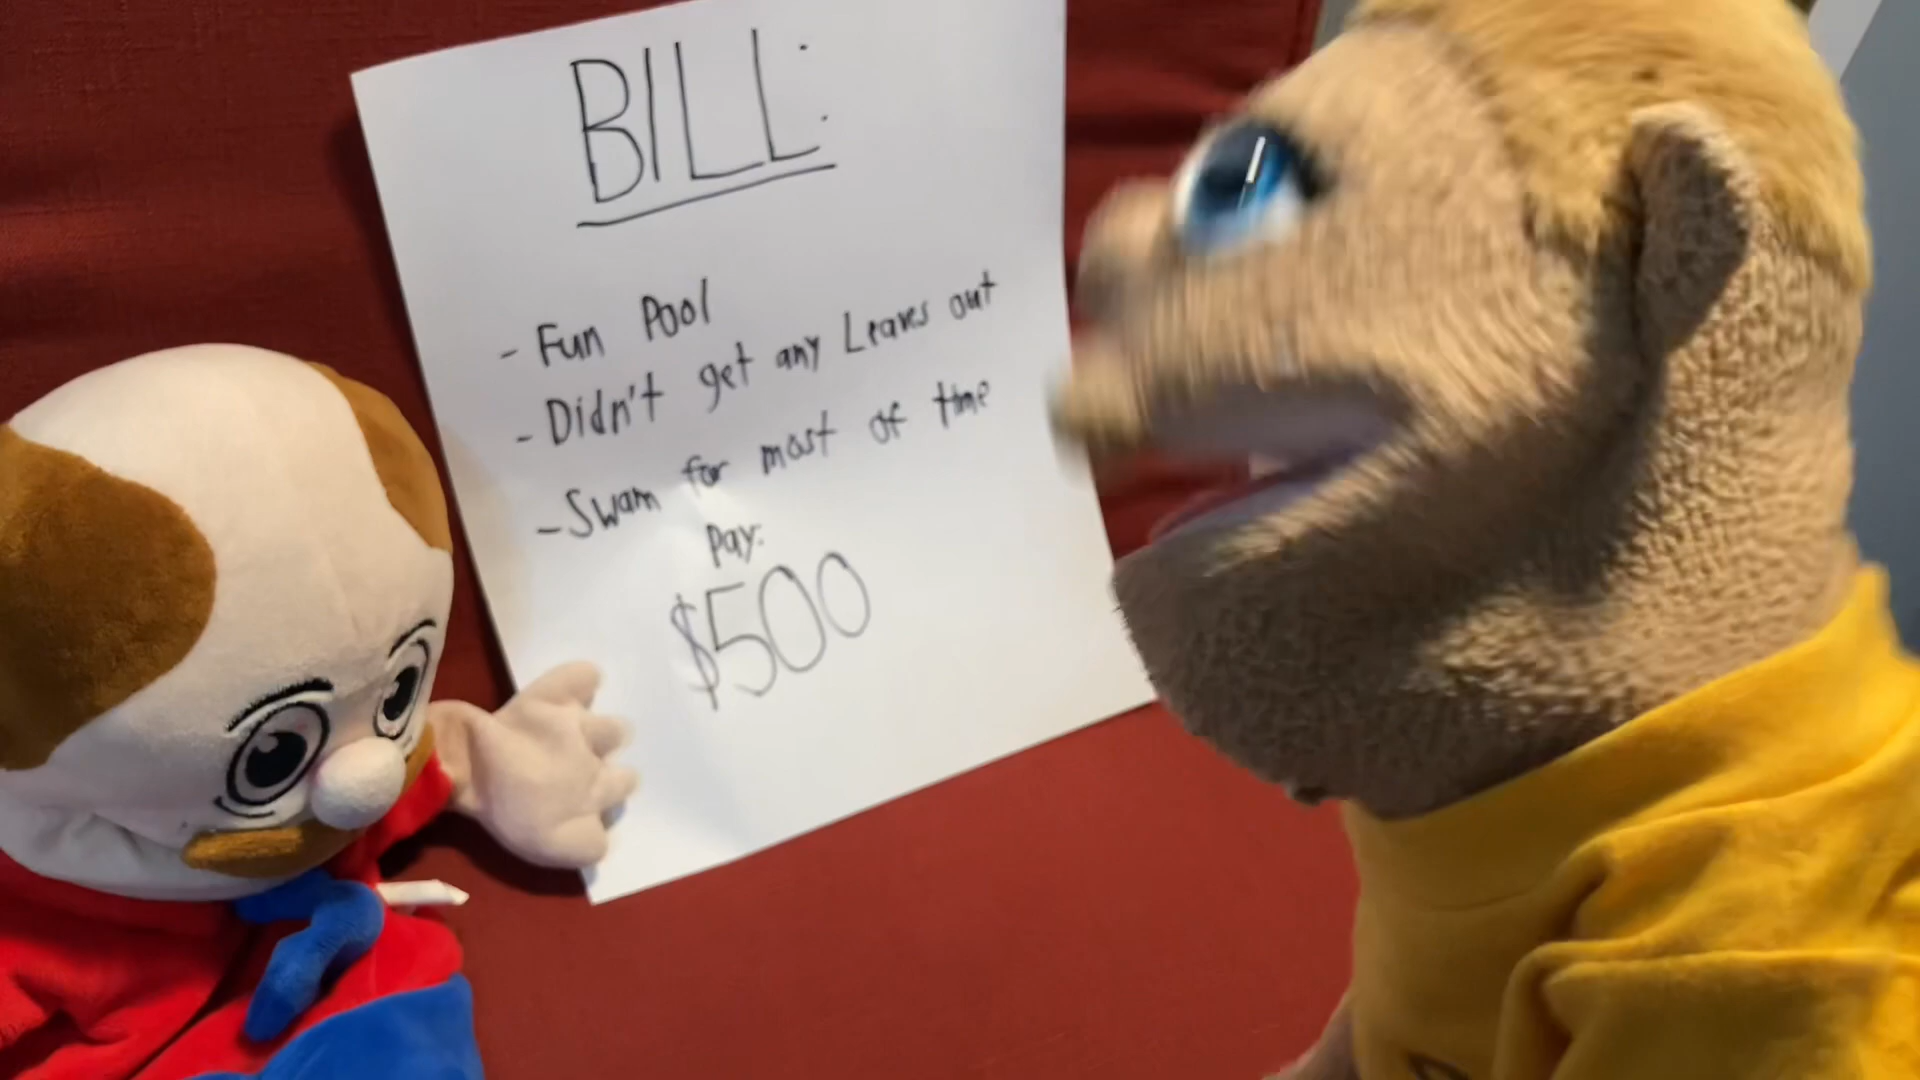 BILL:
- Fun Pool
- Didn't get any Leaves out
- Swam for most of time
Pay:
$500